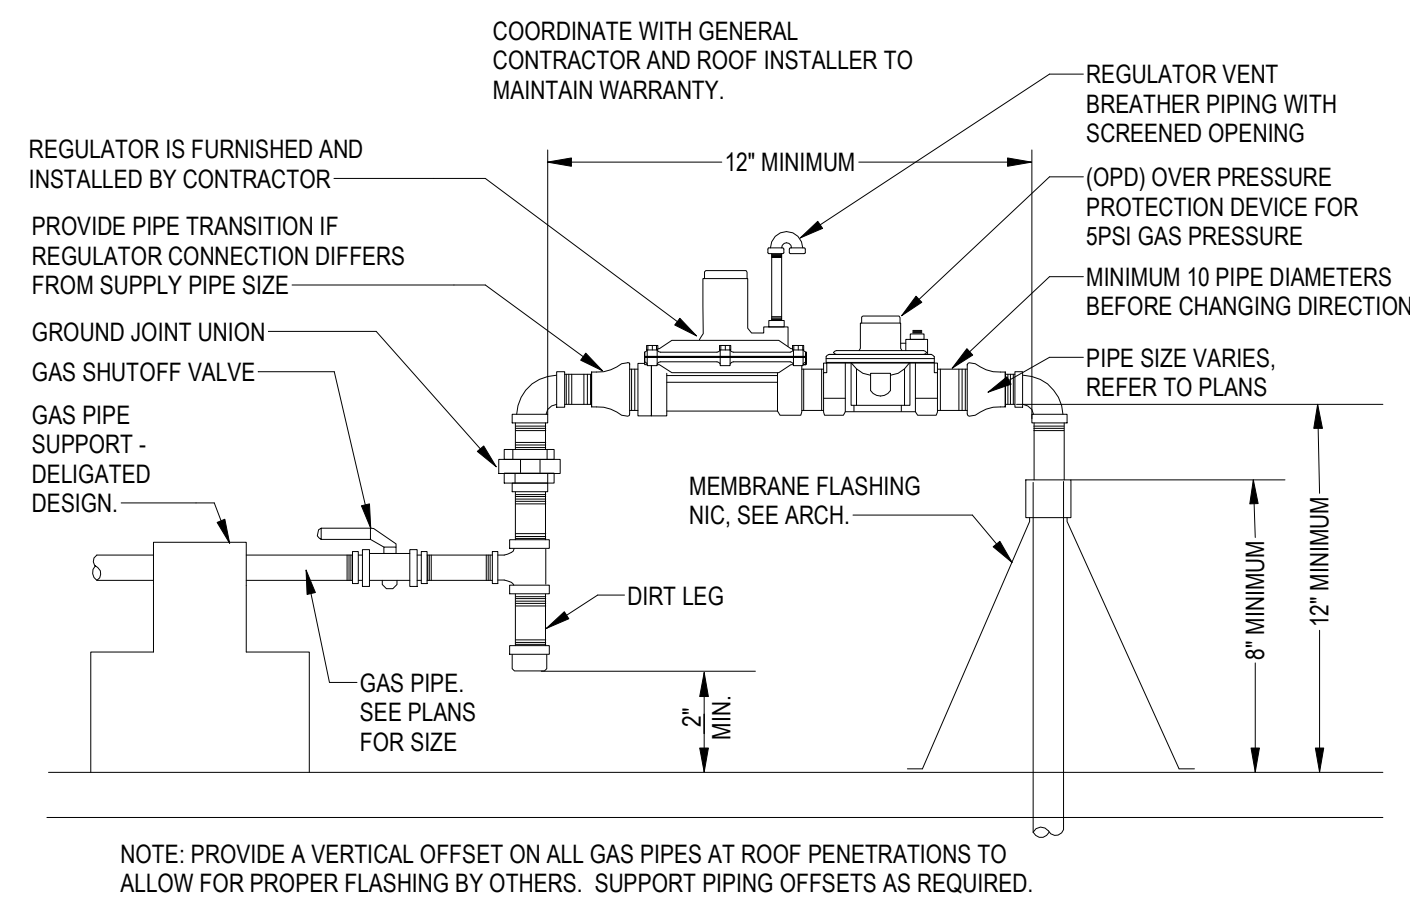 COORDINATE WITH GENERAL
CONTRACTOR AND ROOF INSTALLER TO
MAINTAIN WARRANTY.
REGULATOR VENT
BREATHER PIPING WITH
SCREENED OPENING
REGULATOR IS FURNISHED AND
INSTALLED BY CONTRACTOR
12" MINIMUM
(OPD) OVER PRESSURE
PROTECTION DEVICE FOR
5PSI GAS PRESSURE
PROVIDE PIPE TRANSITION IF
REGULATOR CONNECTION DIFFERS
FROM SUPPLY PIPE SIZE
MINIMUM 10 PIPE DIAMETERS
BEFORE CHANGING DIRECTION
GROUND JOINT UNION
GAS SHUTOFF VALVE
PIPE SIZE VARIES,
REFER TO PLANS
GAS PIPE
SUPPORT -
DELIGATED
DESIGN.
MEMBRANE FLASHING
NIC, SEE ARCH.
DIRT LEG
8" MINIMUM
12" MINIMUM
GAS PIPE.
SEE PLANS
FOR SIZE
2"
MIN.
NOTE: PROVIDE A VERTICAL OFFSET ON ALL GAS PIPES AT ROOF PENETRATIONS TO
ALLOW FOR PROPER FLASHING BY OTHERS. SUPPORT PIPING OFFSETS AS REQUIRED.